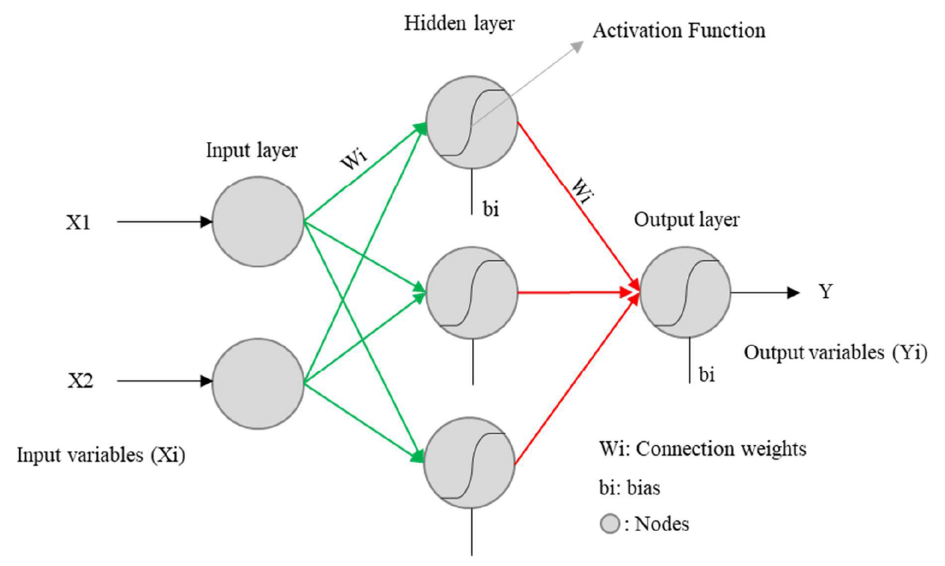 Hidden layer
Activation Function
Input layer
Wi
X1
bi
Wi
Output layer
Y
Output variables (Yi)
X2
bi
Input variables (Xi)
Wi: Connection weights
bi: bias
: Nodes